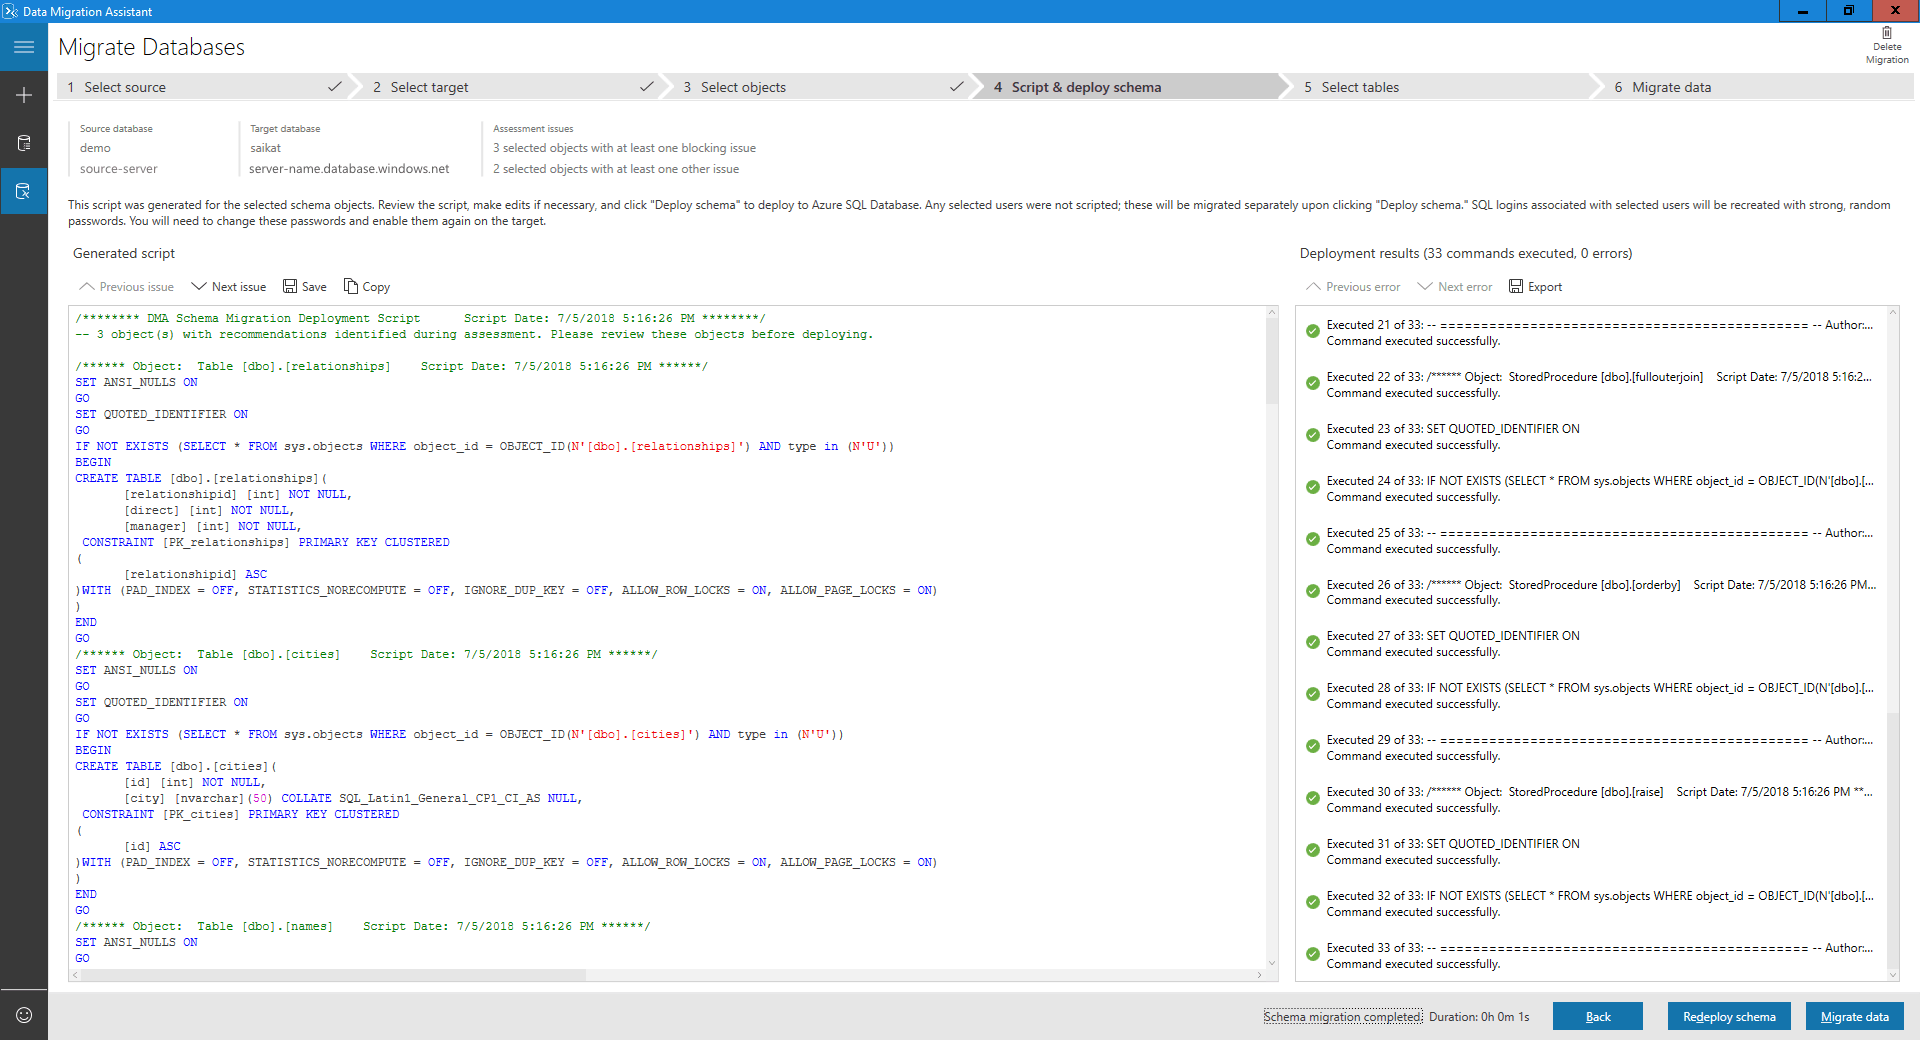 Data Migration Assistant
Migrate Databases
Delete
Migration
1 Select source
2 Select target
3 Select objects
4 Script & deploy schema
5 Select tables
6 Migrate data
Source database
demo
source-server
Target database
saikat
server-name.database.windows.net
Assessment issues
3 selected objects with at least one blocking issue
2 selected objects with at least one other issue
This script was generated for the selected schema objects. Review the script, make edits if necessary, and click "Deploy schema" to deploy to Azure SQL Database. Any selected users were not scripted; these will be migrated separately upon clicking "Deploy schema." SQL logins associated with selected users will be recreated with strong, random
passwords. You will need to change these passwords and enable them again on the target.
Generated script
Previous issue Next issue Save Copy
/******** DMA Schema Migration Deployment Script      Script Date: 7/5/2018 5:16:26 PM ********/
-- 3 object(s) with recommendations identified during assessment. Please review these objects before deploying.
/****** Object:  Table [dbo].[relationships]    Script Date: 7/5/2018 5:16:26 PM ******/
SET ANSI_NULLS ON
GO
SET QUOTED_IDENTIFIER ON
GO
IF NOT EXISTS (SELECT * FROM sys.objects WHERE object_id = OBJECT_ID(N'[dbo].[relationships]') AND type in (N'U'))
BEGIN
CREATE TABLE [dbo].[relationships](
[relationshipid] [int] NOT NULL,
[direct] [int] NOT NULL,
[manager] [int] NOT NULL,
CONSTRAINT [PK_relationships] PRIMARY KEY CLUSTERED
(
[relationshipid] ASC
)WITH (PAD_INDEX = OFF, STATISTICS_NORECOMPUTE = OFF, IGNORE_DUP_KEY = OFF, ALLOW_ROW_LOCKS = ON, ALLOW_PAGE_LOCKS = ON)
)
END
GO
/****** Object:  Table [dbo].[cities]    Script Date: 7/5/2018 5:16:26 PM ******/
SET ANSI_NULLS ON
GO
SET QUOTED_IDENTIFIER ON
GO
IF NOT EXISTS (SELECT * FROM sys.objects WHERE object_id = OBJECT_ID(N'[dbo].[cities]') AND type in (N'U'))
BEGIN
CREATE TABLE [dbo].[cities](
[id] [int] NOT NULL,
[city] [nvarchar](50) COLLATE SQL_Latin1_General_CP1_CI_AS NULL,
CONSTRAINT [PK_cities] PRIMARY KEY CLUSTERED
(
[id] ASC
)WITH (PAD_INDEX = OFF, STATISTICS_NORECOMPUTE = OFF, IGNORE_DUP_KEY = OFF, ALLOW_ROW_LOCKS = ON, ALLOW_PAGE_LOCKS = ON)
)
END
GO
/****** Object:  Table [dbo].[names]    Script Date: 7/5/2018 5:16:26 PM ******/
SET ANSI_NULLS ON
GO
Deployment results (33 commands executed, 0 errors)
Previous error Next error Export
Executed 21 of 33: -- ============================================= -- Author:...
Command executed successfully.
Executed 22 of 33: /****** Object:  StoredProcedure [dbo].[fullouterjoin]    Script Date: 7/5/2018 5:16:2...
Command executed successfully.
Executed 23 of 33: SET QUOTED_IDENTIFIER ON
Command executed successfully.
Executed 24 of 33: IF NOT EXISTS (SELECT * FROM sys.objects WHERE object_id = OBJECT_ID(N'[dbo].[...
Command executed successfully.
Executed 25 of 33: -- ============================================= -- Author:...
Command executed successfully.
Executed 26 of 33: /****** Object:  StoredProcedure [dbo].[orderby]    Script Date: 7/5/2018 5:16:26 PM...
Command executed successfully.
Executed 27 of 33: SET QUOTED_IDENTIFIER ON
Command executed successfully.
Executed 28 of 33: IF NOT EXISTS (SELECT * FROM sys.objects WHERE object_id = OBJECT_ID(N'[dbo].[...
Command executed successfully.
Executed 29 of 33: -- ============================================= -- Author:...
Command executed successfully.
Executed 30 of 33: /****** Object:  StoredProcedure [dbo].[raise]    Script Date: 7/5/2018 5:16:26 PM **...
Command executed successfully.
Executed 31 of 33: SET QUOTED_IDENTIFIER ON
Command executed successfully.
Executed 32 of 33: IF NOT EXISTS (SELECT * FROM sys.objects WHERE object_id = OBJECT_ID(N'[dbo].[...
Command executed successfully.
Executed 33 of 33: -- ============================================= -- Author:...
Command executed successfully.
Schema migration completed. Duration: 0h 0m 1s
Back
Redeploy schema
Migrate data